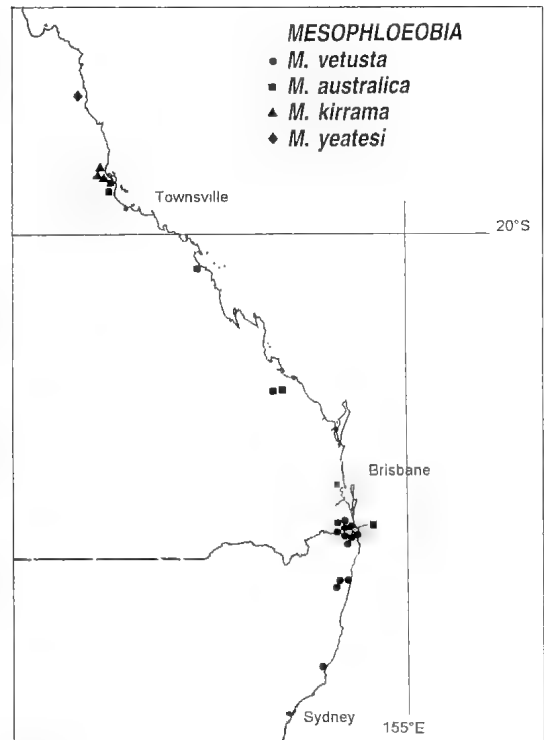 MESOPHLOEOBIA
M. vetusta
M. australica
M. kirrama
M. yeatesi
Townsville
20°S
Brisbane
Sydney
155°E